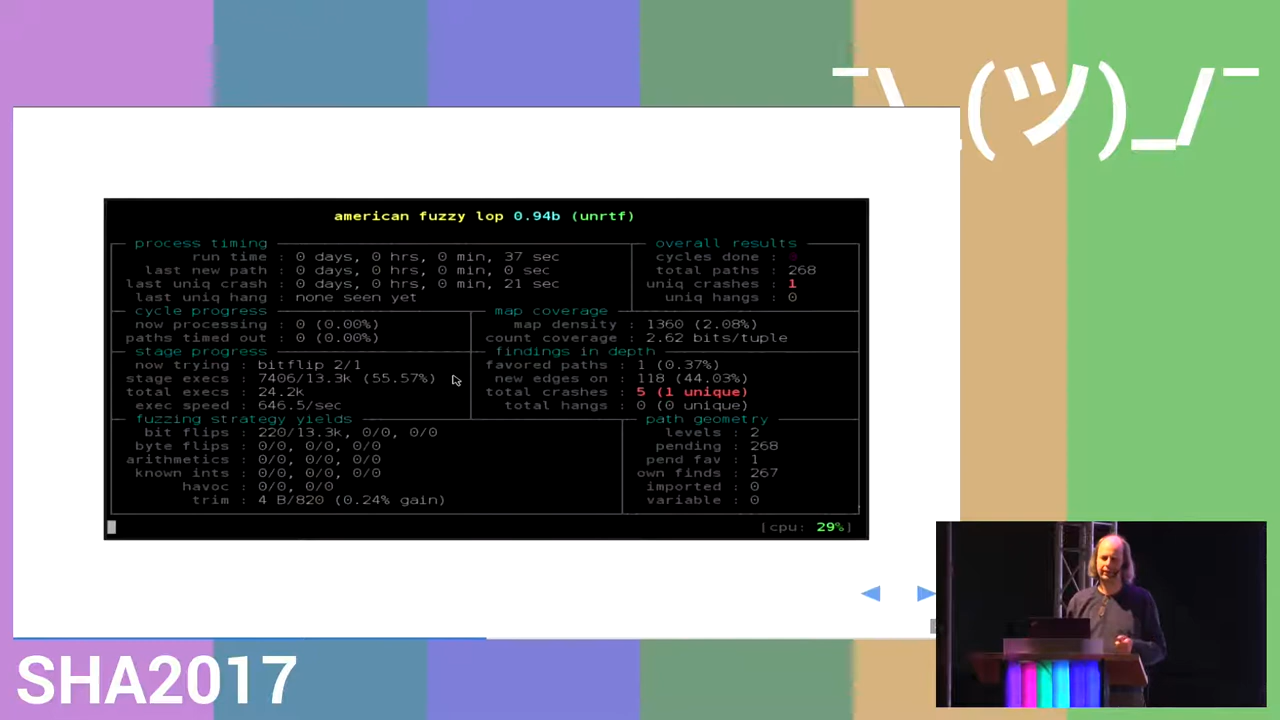 ¯\_(ツ)_/¯
american fuzzy lop 0.94b (unrtf)
process timing
run time : 0 days, 0 hrs, 0 min, 37 sec
last new path : 0 days, 0 hrs, 0 min, 0 sec
last uniq crash : 0 days, 0 hrs, 0 min, 21 sec
last uniq hang : none seen yet
overall results
cycles done : 0
total paths : 268
uniq crashes : 1
uniq hangs : 0
cycle progress
now processing : 0 (0.00%)
paths timed out : 0 (0.00%)
map coverage
map density : 1360 (2.08%)
count coverage : 2.62 bits/tuple
stage progress
now trying : bitflip 2/1
stage execs : 7406/13.3k (55.57%)
total execs : 24.2k
exec speed : 646.5/sec
findings in depth
favored paths : 1 (0.37%)
new edges on : 118 (44.03%)
total crashes : 5 (1 unique)
total hangs : 0 (0 unique)
fuzzing strategy yields
bit flips : 220/13.3k, 0/0, 0/0
byte flips : 0/0, 0/0, 0/0
arithmetics : 0/0, 0/0, 0/0
known ints : 0/0, 0/0, 0/0
havoc : 0/0, 0/0
trim : 4 B/820 (0.24% gain)
path geometry
levels : 2
pending : 268
pend fav : 1
own finds : 267
imported : 0
variable : 0
[cpu: 29%]
SHA2017